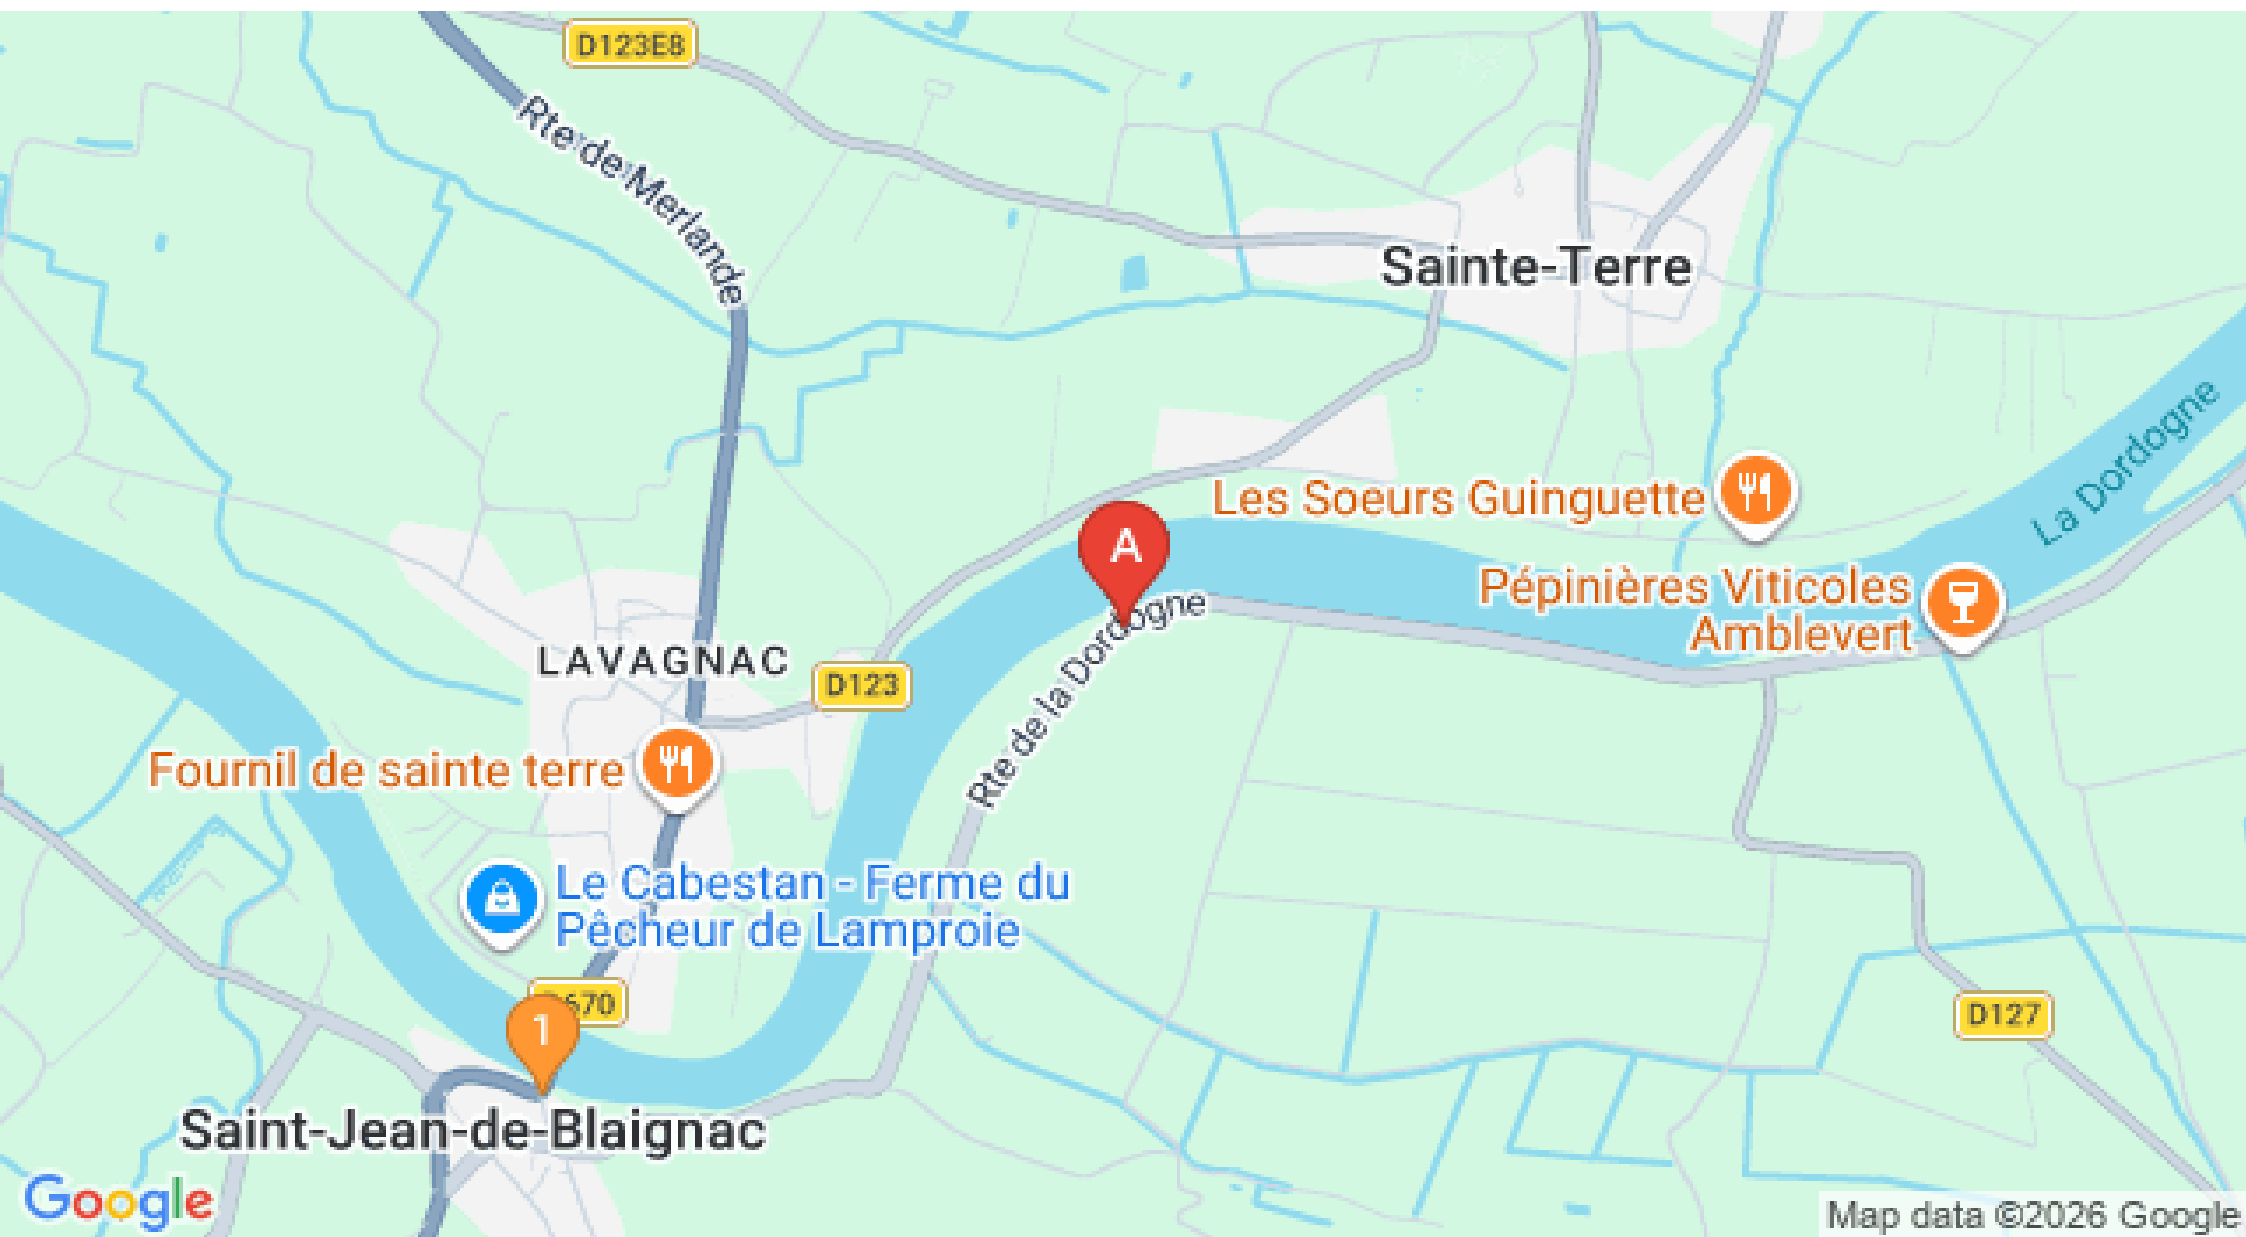 D123E8
Rte de Merlande
Sainte-Terre
La Dordogne
Les Soeurs Guinguette
A
Pépinières Viticoles
Amblevert
Rte de la Dordogne
LAVAGNAC
D123
Fournil de sainte terre
Le Cabestan - Ferme du
Pêcheur de Lamproie
670
1
D127
Saint-Jean-de-Blaignac
Google
Map data ©2026 Google